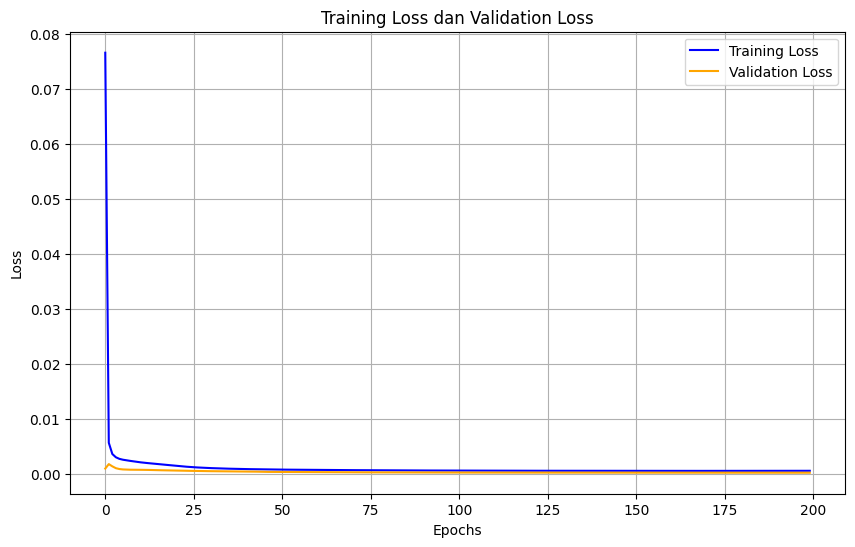 Training Loss dan Validation Loss
Training Loss
Validation Loss
0.08
0.07
0.06
0.05
0.04
0.03
0.02
0.01
0.00
Loss
0 25 50 75 100 125 150 175 200
Epochs